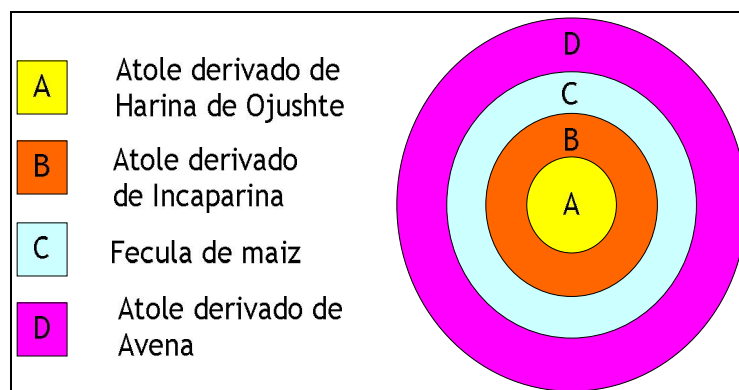 A
Atole derivado de
Harina de Ojushte
B
Atole derivado
de Incaparina
C
Fecula de maiz
D
Atole derivado de
Avena
D
C
B
A